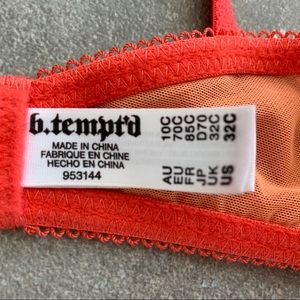 b.tempt'd
MADE IN CHINA
FABRIQUE EN CHINE
HECHO EN CHINA
953144
AU 10C
EU 70C
FR 85C
JP D70
UK 32C
US 32C